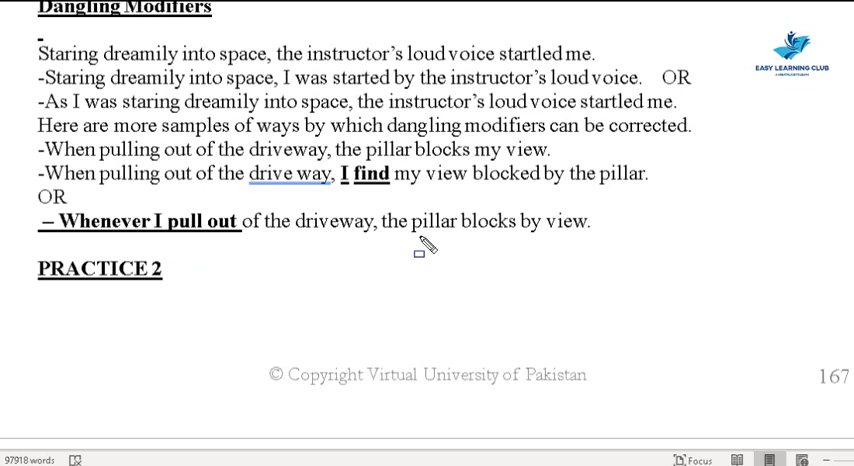 Dangling Modifiers
Staring dreamily into space, the instructor's loud voice startled me.
-Staring dreamily into space, I was started by the instructor's loud voice. OR
-As I was staring dreamily into space, the instructor's loud voice startled me.
Here are more samples of ways by which dangling modifiers can be corrected.
-When pulling out of the driveway, the pillar blocks my view.
-When pulling out of the drive way, I find my view blocked by the pillar.
OR
– Whenever I pull out of the driveway, the pillar blocks by view.
PRACTICE 2
© Copyright Virtual University of Pakistan
167
EASY LEARNING CLUB
97918 words
Focus